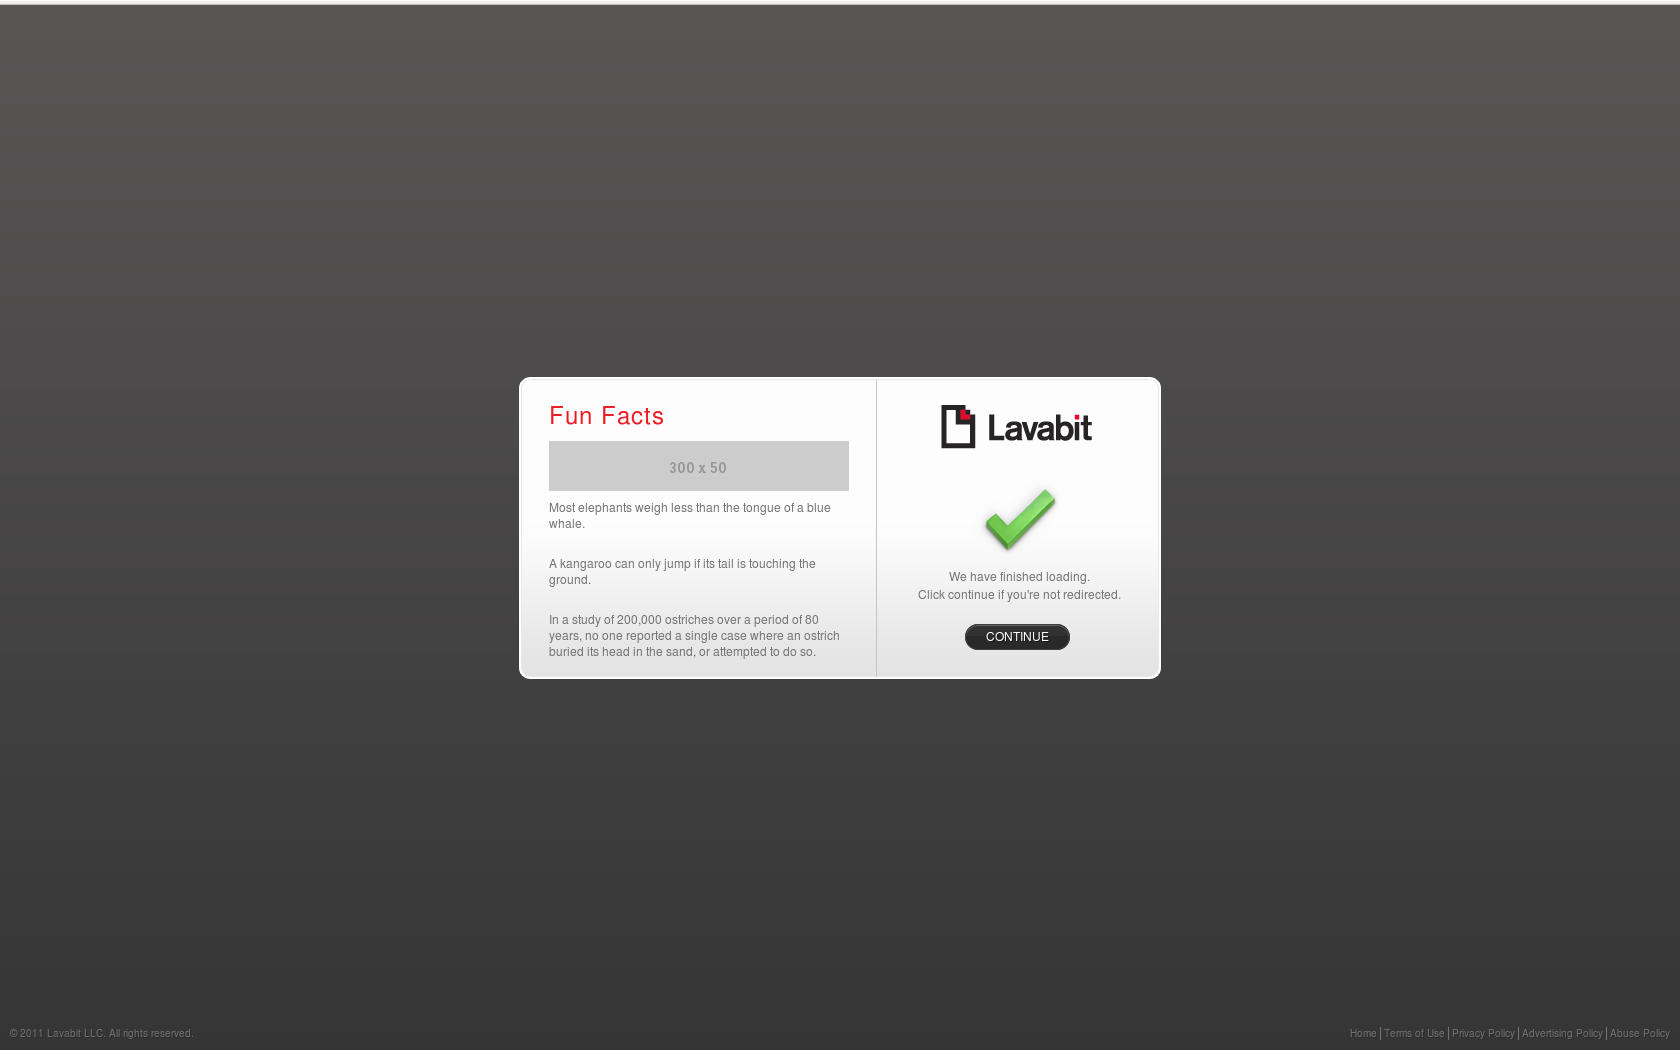 Fun Facts
300 x 50
Most elephants weigh less than the tongue of a blue
whale.
A kangaroo can only jump if its tail is touching the
ground.
In a study of 200,000 ostriches over a period of 80
years, no one reported a single case where an ostrich
buried its head in the sand, or attempted to do so.
Lavabit
We have finished loading.
Click continue if you're not redirected.
CONTINUE
© 2011 Lavabit LLC. All rights reserved.
Home | Terms of Use | Privacy Policy | Advertising Policy | Abuse Policy